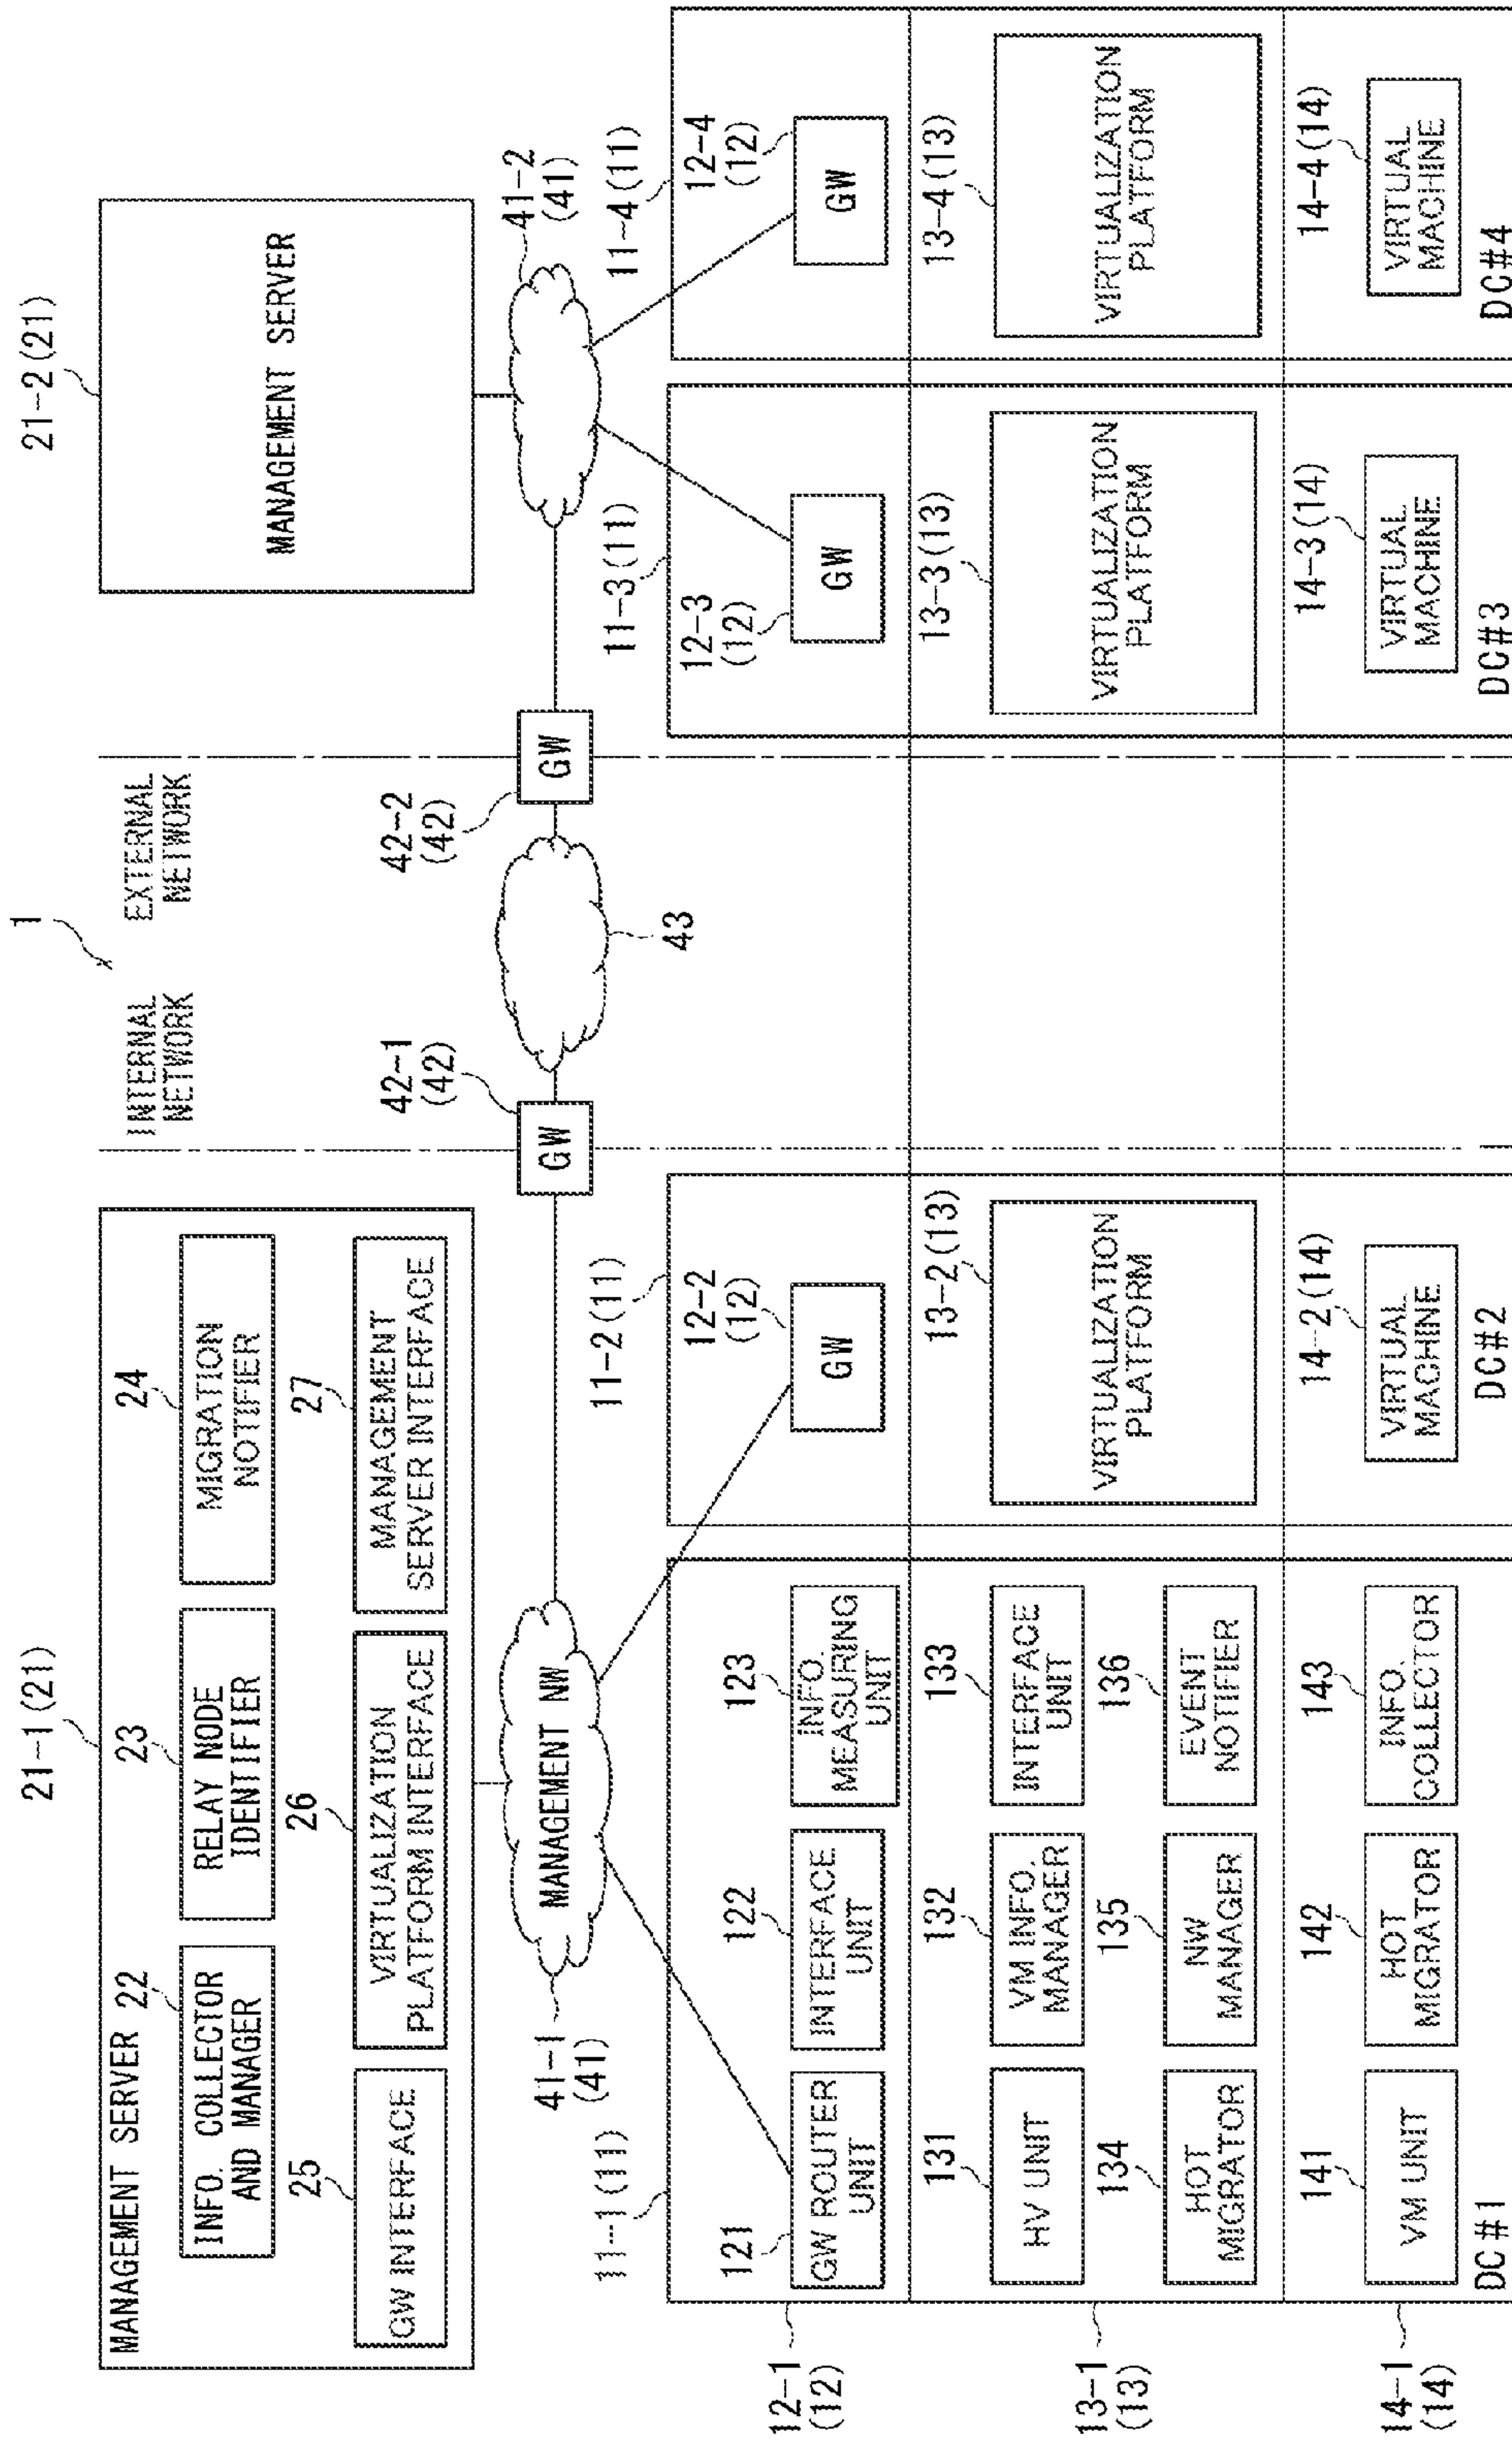 1
INTERNAL
NETWORK
EXTERNAL
NETWORK
21-1(21)
MANAGEMENT SERVER
22
INFO. COLLECTOR
AND MANAGER
23
RELAY NODE
IDENTIFIER
24
MIGRATION
NOTIFIER
25
GW INTERFACE
26
VIRTUALIZATION
PLATFORM INTERFACE
27
MANAGEMENT
SERVER INTERFACE
21-2(21)
MANAGEMENT SERVER
41-1
(41)
MANAGEMENT NW
42-1
(42)
GW
43
42-2
(42)
GW
41-2
(41)
11-1(11)
12-1
(12)
121
GW ROUTER
UNIT
122
INTERFACE
UNIT
123
INFO.
MEASURING
UNIT
13-1
(13)
131
HV UNIT
132
VM INFO.
MANAGER
133
INTERFACE
UNIT
134
HOT
MIGRATOR
135
NW
MANAGER
136
EVENT
NOTIFIER
14-1
(14)
141
VM UNIT
142
HOT
MIGRATOR
143
INFO.
COLLECTOR
DC#1
11-2(11)
12-2
(12)
GW
13-2(13)
VIRTUALIZATION
PLATFORM
14-2(14)
VIRTUAL
MACHINE
DC#2
11-3(11)
12-3
(12)
GW
13-3(13)
VIRTUALIZATION
PLATFORM
14-3(14)
VIRTUAL
MACHINE
DC#3
11-4(11)
12-4
(12)
GW
13-4(13)
VIRTUALIZATION
PLATFORM
14-4(14)
VIRTUAL
MACHINE
DC#4